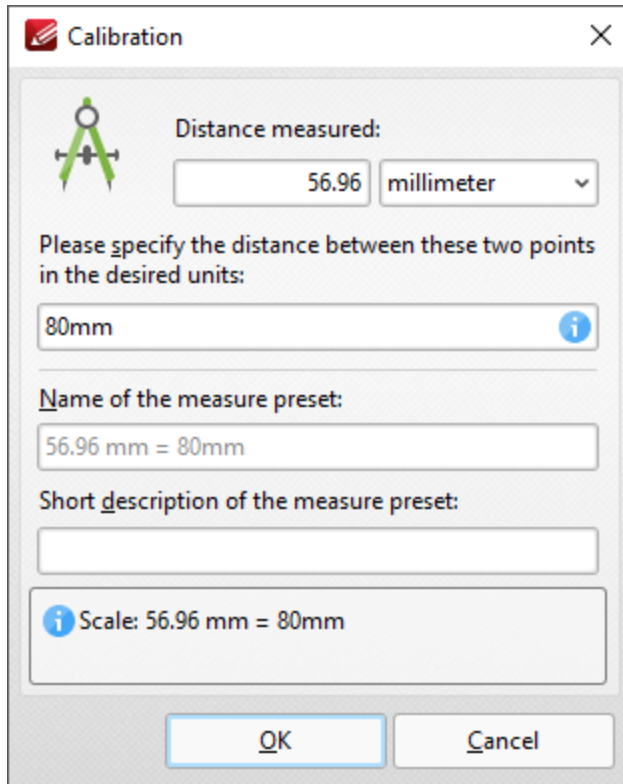 Calibration
Distance measured:
56.96 millimeter
Please specify the distance between these two points
in the desired units:
80mm
Name of the measure preset:
56.96 mm = 80mm
Short description of the measure preset:
Scale: 56.96 mm = 80mm
OK Cancel